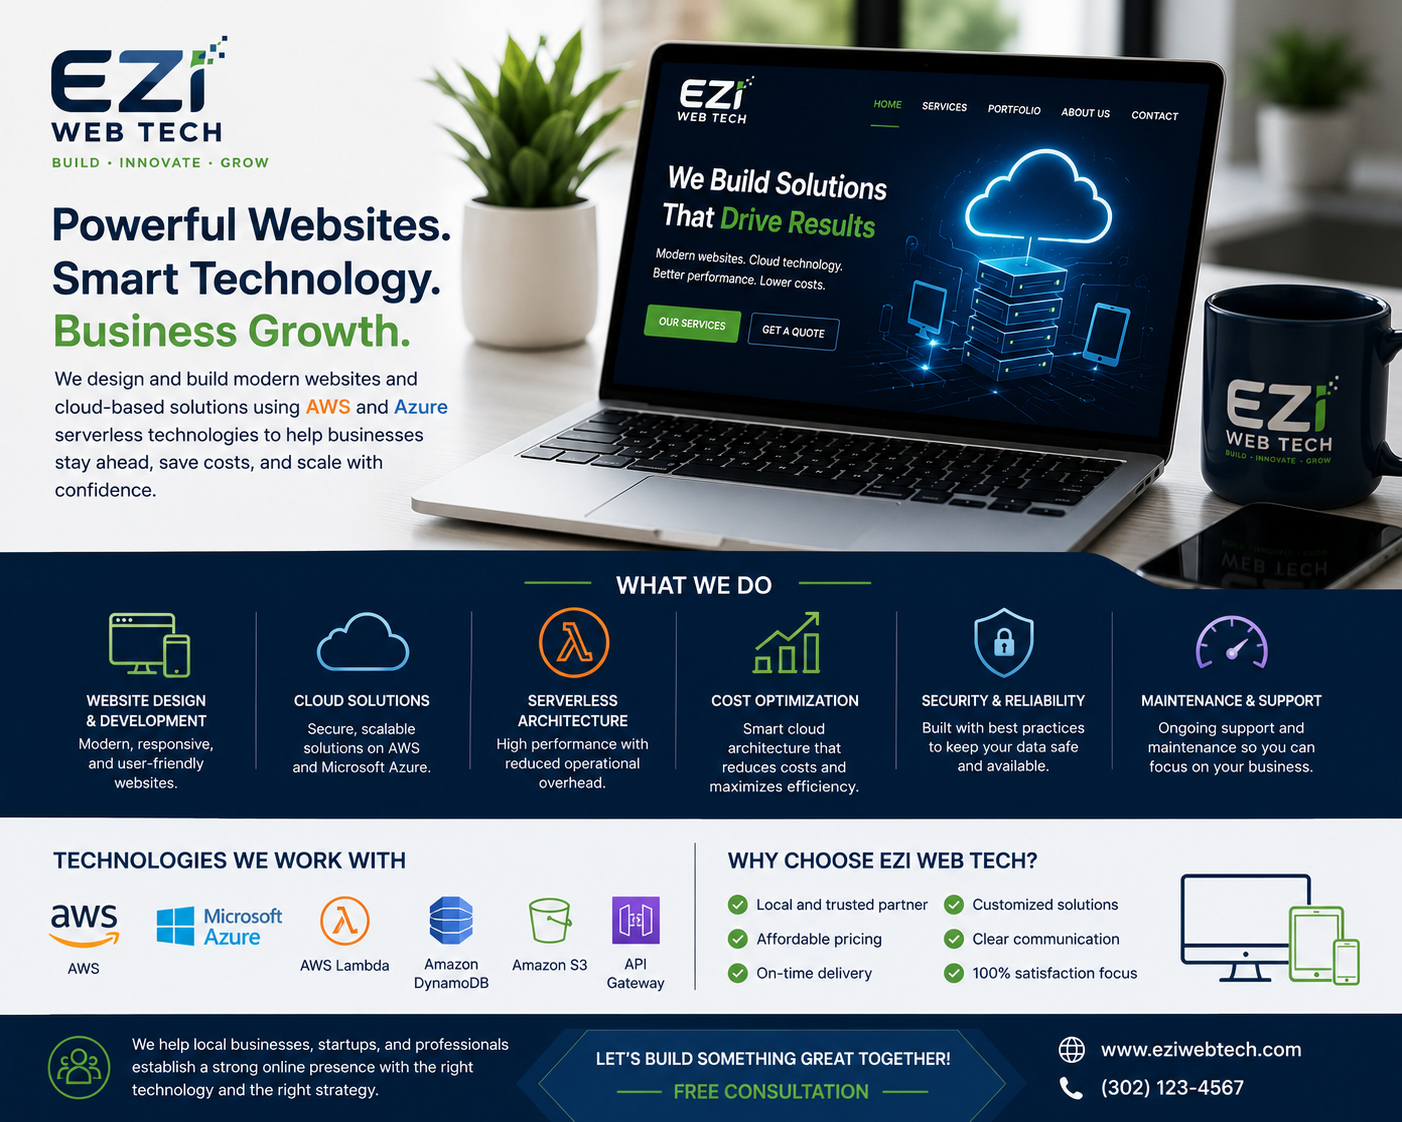 EZi
WEB TECH
BUILD • INNOVATE • GROW
Powerful Websites.
Smart Technology.
Business Growth.
We design and build modern websites and
cloud-based solutions using AWS and Azure
serverless technologies to help businesses
stay ahead, save costs, and scale with
confidence.
EZi
WEB TECH
HOME SERVICES PORTFOLIO ABOUT US CONTACT
We Build Solutions
That Drive Results
Modern websites. Cloud technology.
Better performance. Lower costs.
OUR SERVICES
GET A QUOTE
EZi
WEB TECH
BUILD • INNOVATE • GROW
WHAT WE DO
WEBSITE DESIGN
& DEVELOPMENT
Modern, responsive,
and user-friendly
websites.
CLOUD SOLUTIONS
Secure, scalable
solutions on AWS
and Microsoft Azure.
SERVERLESS
ARCHITECTURE
High performance with
reduced operational
overhead.
COST OPTIMIZATION
Smart cloud
architecture that
reduces costs and
maximizes efficiency.
SECURITY & RELIABILITY
Built with best practices
to keep your data safe
and available.
MAINTENANCE & SUPPORT
Ongoing support and
maintenance so you can
focus on your business.
TECHNOLOGIES WE WORK WITH
aws
AWS
Microsoft
Azure
AWS Lambda
Amazon
DynamoDB
Amazon S3
API
Gateway
WHY CHOOSE EZI WEB TECH?
Local and trusted partner
Affordable pricing
On-time delivery
Customized solutions
Clear communication
100% satisfaction focus
We help local businesses, startups, and professionals
establish a strong online presence with the right
technology and the right strategy.
LET'S BUILD SOMETHING GREAT TOGETHER!
FREE CONSULTATION
www.eziwebtech.com
(302) 123-4567